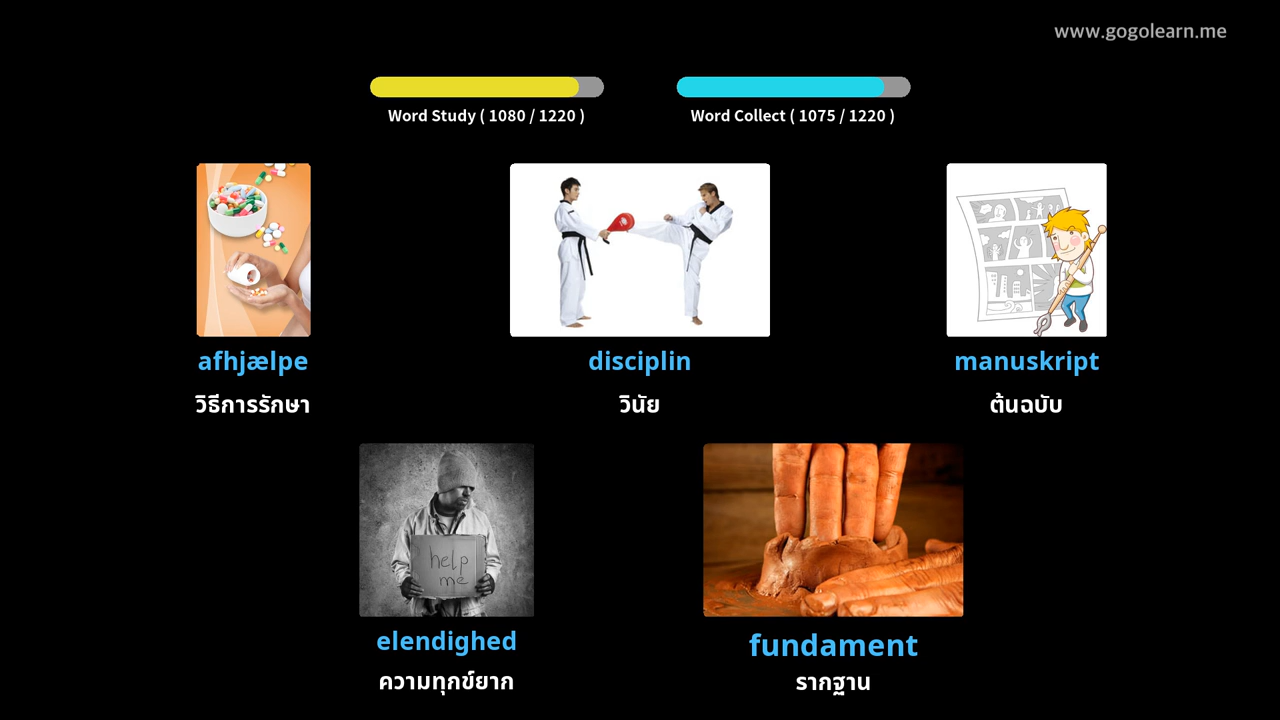 www.gogolearn.me
Word Study ( 1080 / 1220 )
Word Collect ( 1075 / 1220 )
afhjælpe
วิธีการรักษา
disciplin
วินัย
manuskript
ต้นฉบับ
help
me
elendighed
ความทุกข์ยาก
fundament
รากฐาน